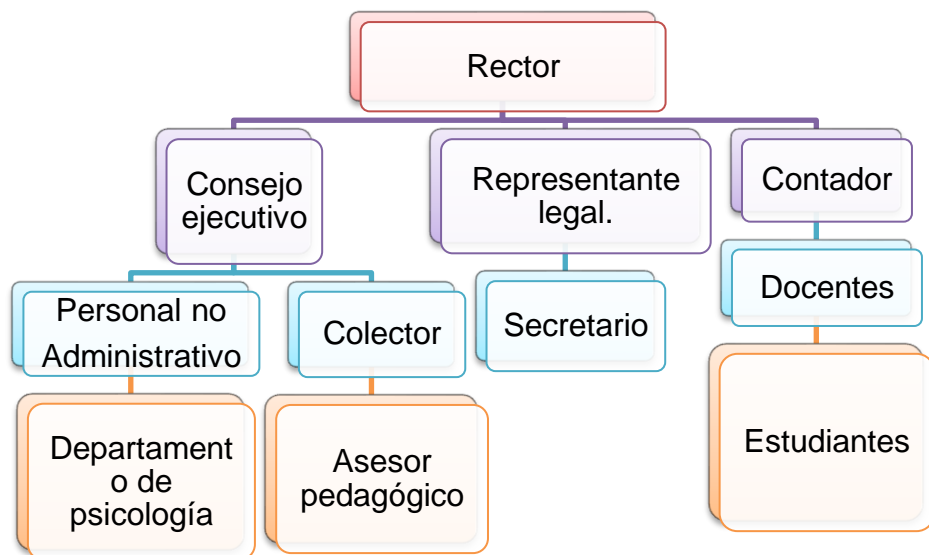 Rector
Consejo
ejecutivo
Representante
legal.
Contador
Personal no
Administrativo
Colector
Secretario
Docentes
Departament
o de
psicología
Asesor
pedagógico
Estudiantes